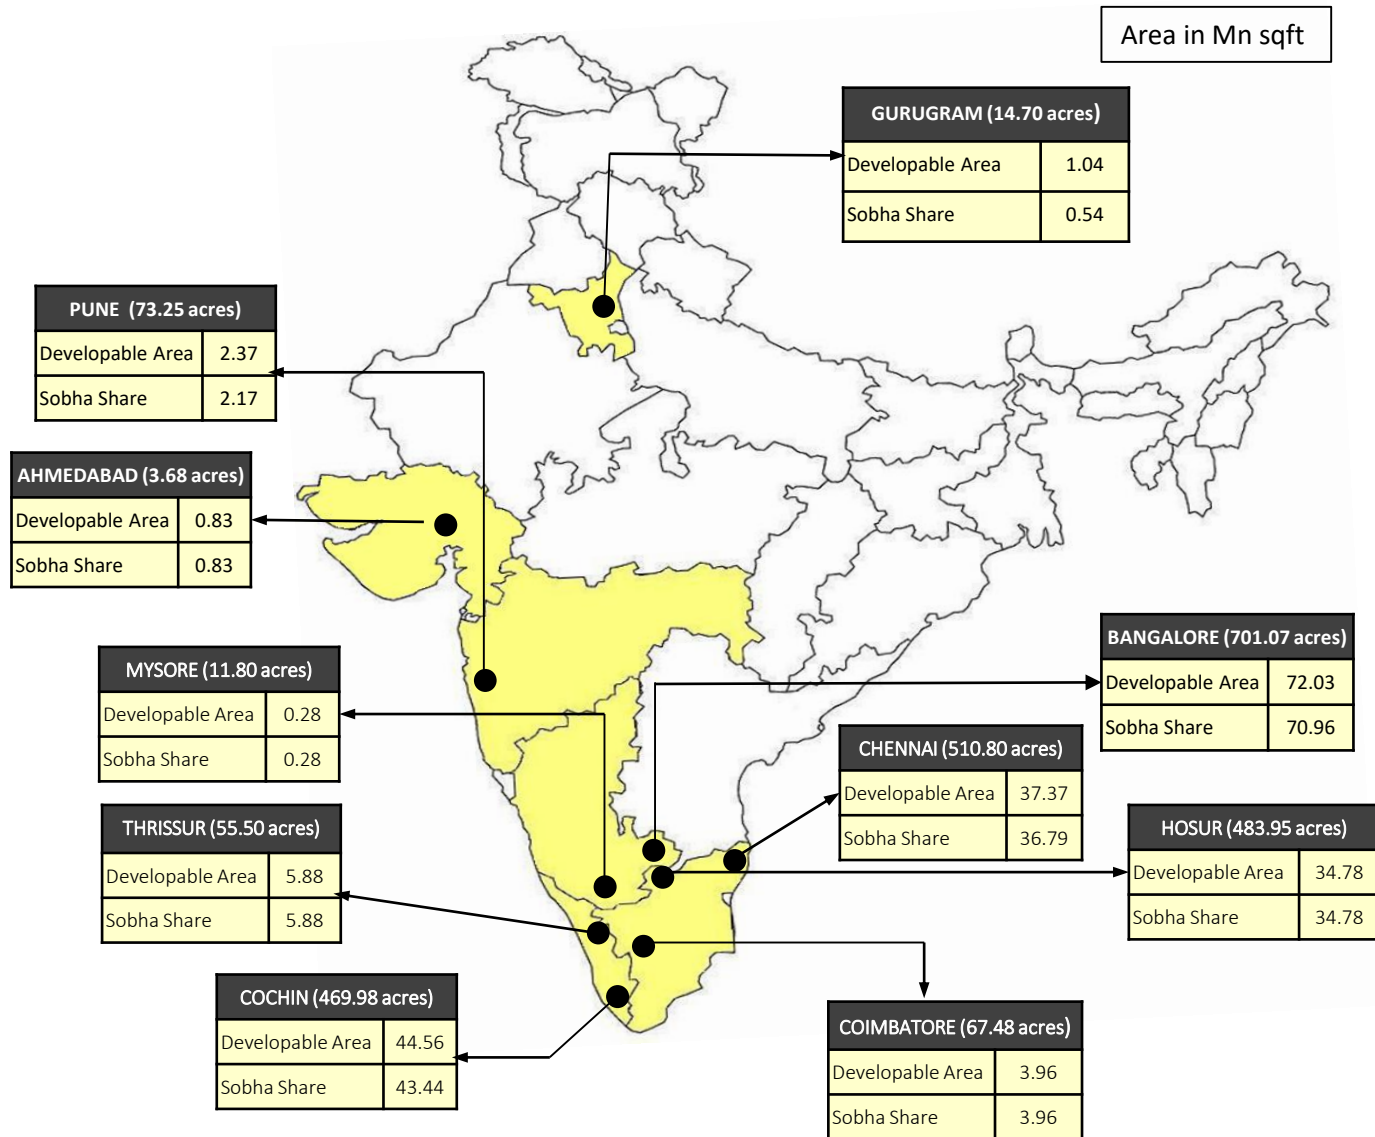 Area in Mn sqft
GURUGRAM (14.70 acres)
Developable Area 1.04
Sobha Share 0.54
PUNE (73.25 acres)
Developable Area 2.37
Sobha Share 2.17
AHMEDABAD (3.68 acres)
Developable Area 0.83
Sobha Share 0.83
MYSORE (11.80 acres)
Developable Area 0.28
Sobha Share 0.28
BANGALORE (701.07 acres)
Developable Area 72.03
Sobha Share 70.96
CHENNAI (510.80 acres)
Developable Area 37.37
Sobha Share 36.79
THRISSUR (55.50 acres)
Developable Area 5.88
Sobha Share 5.88
HOSUR (483.95 acres)
Developable Area 34.78
Sobha Share 34.78
COCHIN (469.98 acres)
Developable Area 44.56
Sobha Share 43.44
COIMBATORE (67.48 acres)
Developable Area 3.96
Sobha Share 3.96